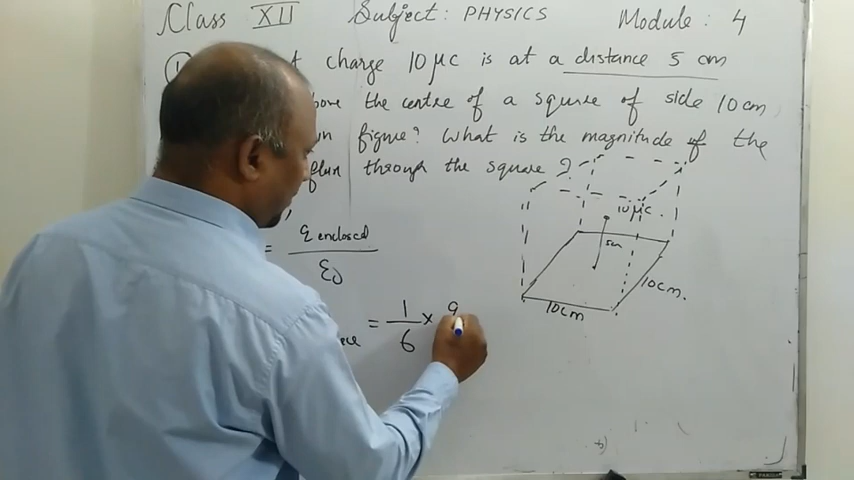 Class XII Subject: PHYSICS Module: 4
charge 10 μc is at a distance 5 cm
the centre of a square of side 10 cm
figure? What is the magnitude of the
through the square?
10 μc.
5cm
10cm.
10cm
= q enclosed / ε0
= 1/6 × q